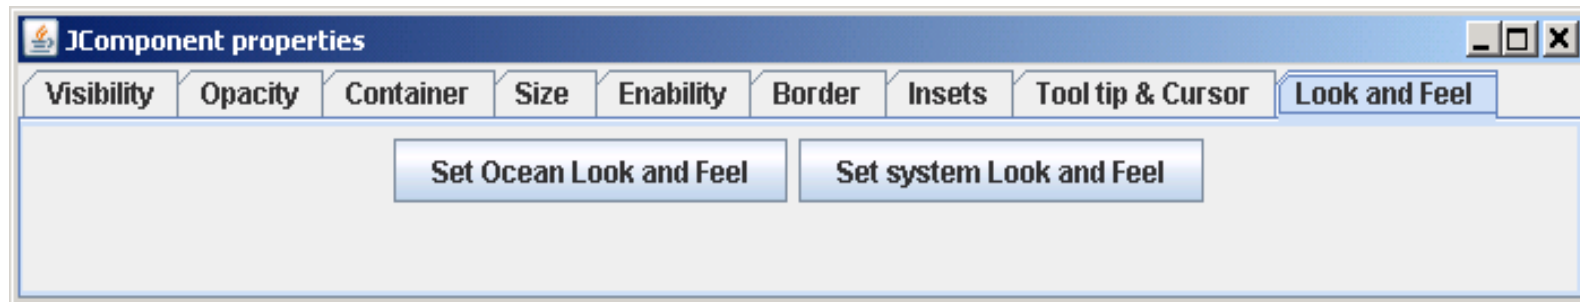 JComponent properties
Visibility Opacity Container Size Enability Border Insets Tool tip & Cursor Look and Feel
Set Ocean Look and Feel Set system Look and Feel